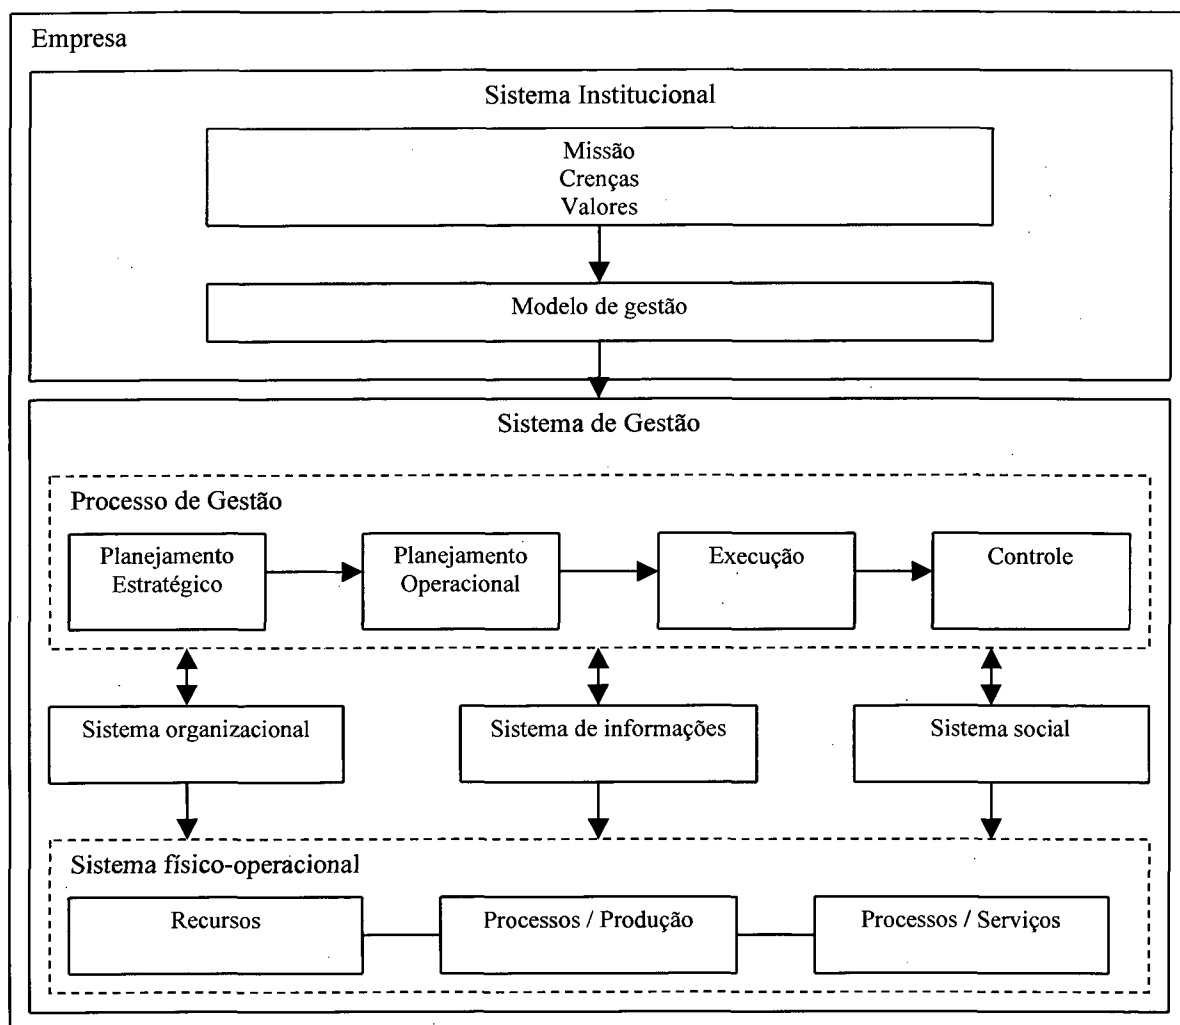 Empresa
Sistema Institucional
Missão
Crenças
Valores
Modelo de gestão
Sistema de Gestão
Processo de Gestão
Planejamento
Estratégico
Planejamento
Operacional
Execução
Controle
Sistema organizacional
Sistema de informações
Sistema social
Sistema físico-operacional
Recursos
Processos / Produção
Processos / Serviços